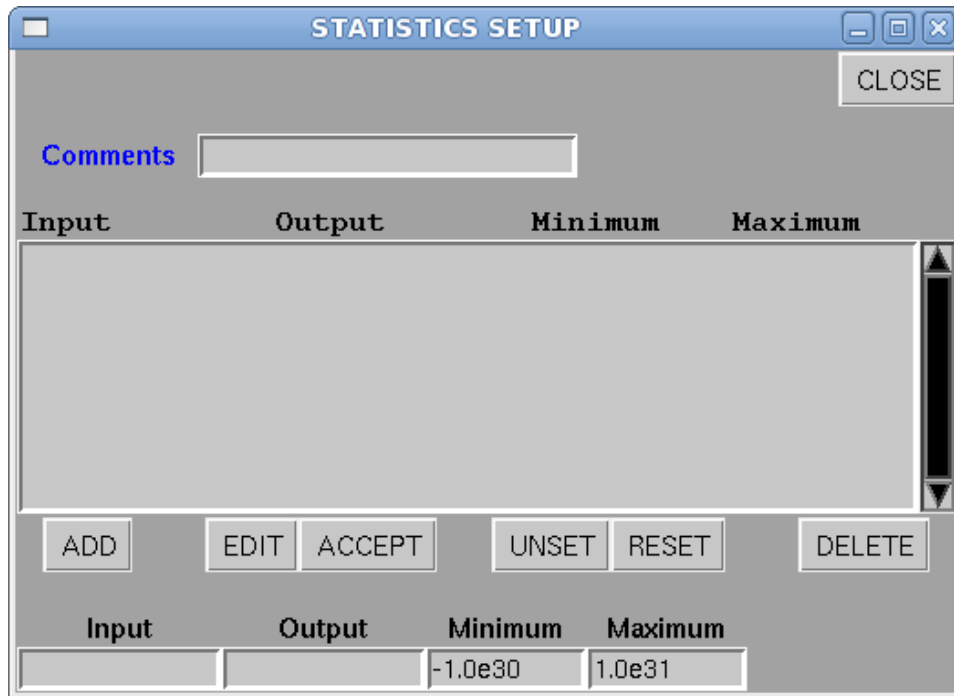 STATISTICS SETUP
CLOSE
Comments
Input Output Minimum Maximum
ADD EDIT ACCEPT UNSET RESET DELETE
Input Output Minimum Maximum
-1.0e30 1.0e31